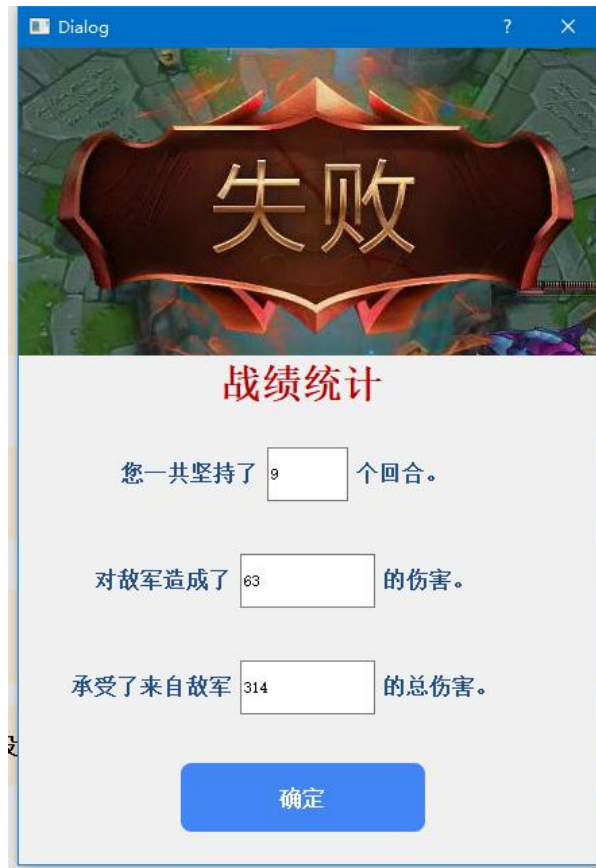 Dialog
失败
战绩统计
您一共坚持了 9 个回合。
对敌军造成了 63 的伤害。
承受了来自敌军 314 的总伤害。
确定